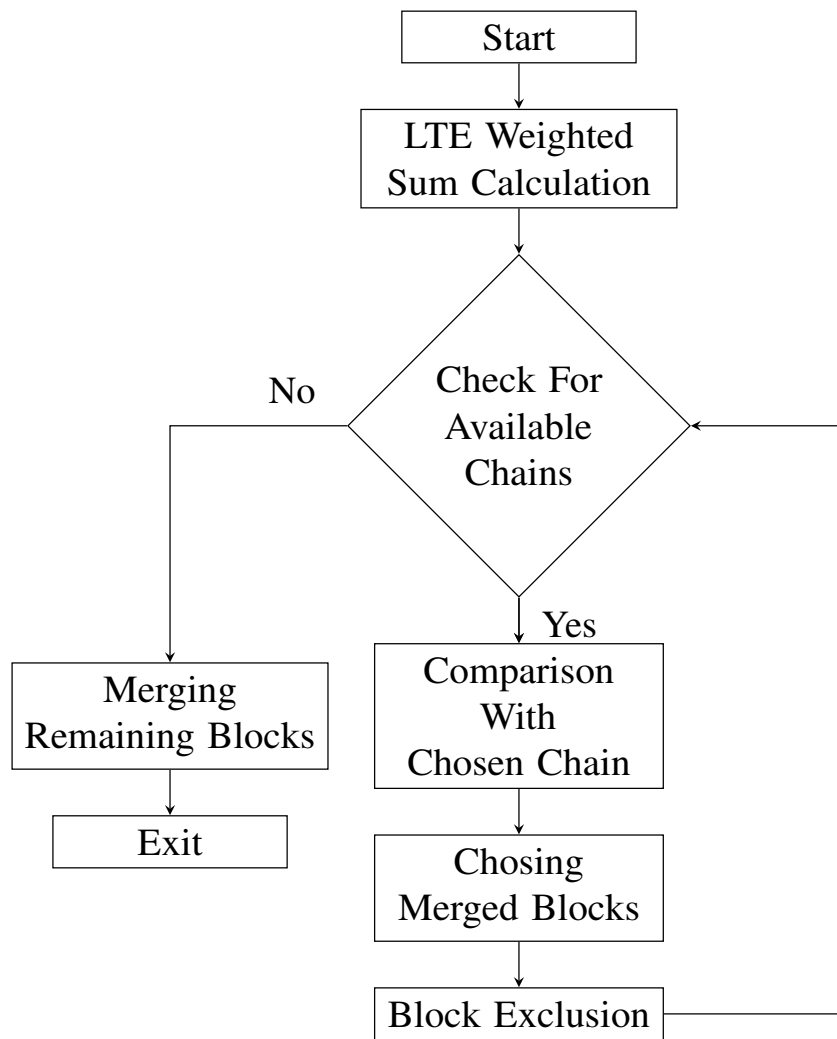 Start
LTE Weighted
Sum Calculation
Check For
Available
Chains
No
Yes
Merging
Remaining Blocks
Exit
Comparison
With
Chosen Chain
Chosing
Merged Blocks
Block Exclusion